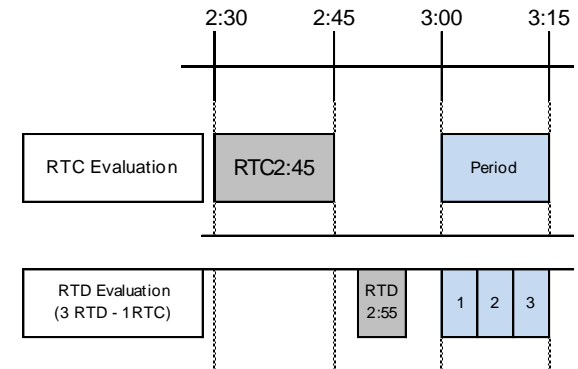 2:30 2:45 3:00 3:15
RTC Evaluation RTC2:45 Period
RTD Evaluation
(3 RTD - 1RTC)
RTD
2:55
1 2 3